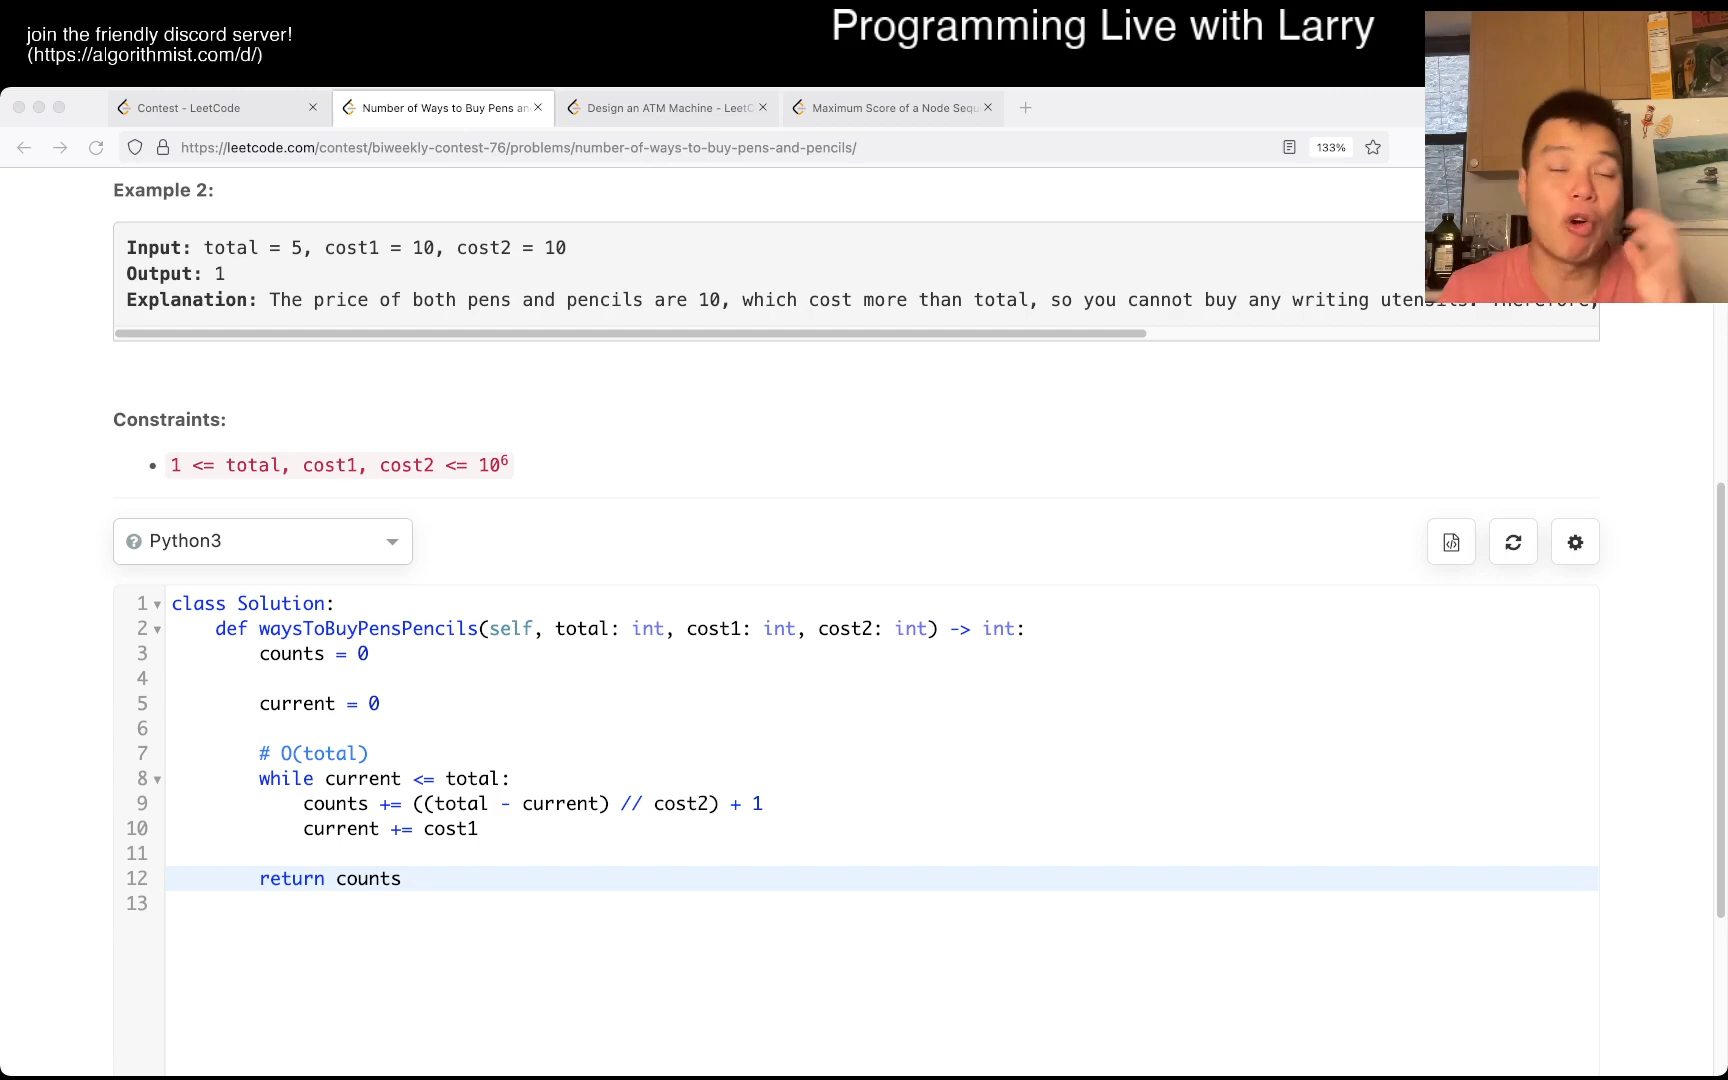 join the friendly discord server!
(https://algorithmist.com/d/)
Programming Live with Larry
Contest - LeetCode
Number of Ways to Buy Pens an
Design an ATM Machine - LeetC
Maximum Score of a Node Sequ
https://leetcode.com/contest/biweekly-contest-76/problems/number-of-ways-to-buy-pens-and-pencils/
133%
Example 2:
Input: total = 5, cost1 = 10, cost2 = 10
Output: 1
Explanation: The price of both pens and pencils are 10, which cost more than total, so you cannot buy any writing utensils. Therefore,
Constraints:
• 1 <= total, cost1, cost2 <= 10⁶
Python3
1 class Solution:
2 def waysToBuyPensPencils(self, total: int, cost1: int, cost2: int) -> int:
3 counts = 0
4
5 current = 0
6
7 # O(total)
8 while current <= total:
9 counts += ((total - current) // cost2) + 1
10 current += cost1
11
12 return counts
13